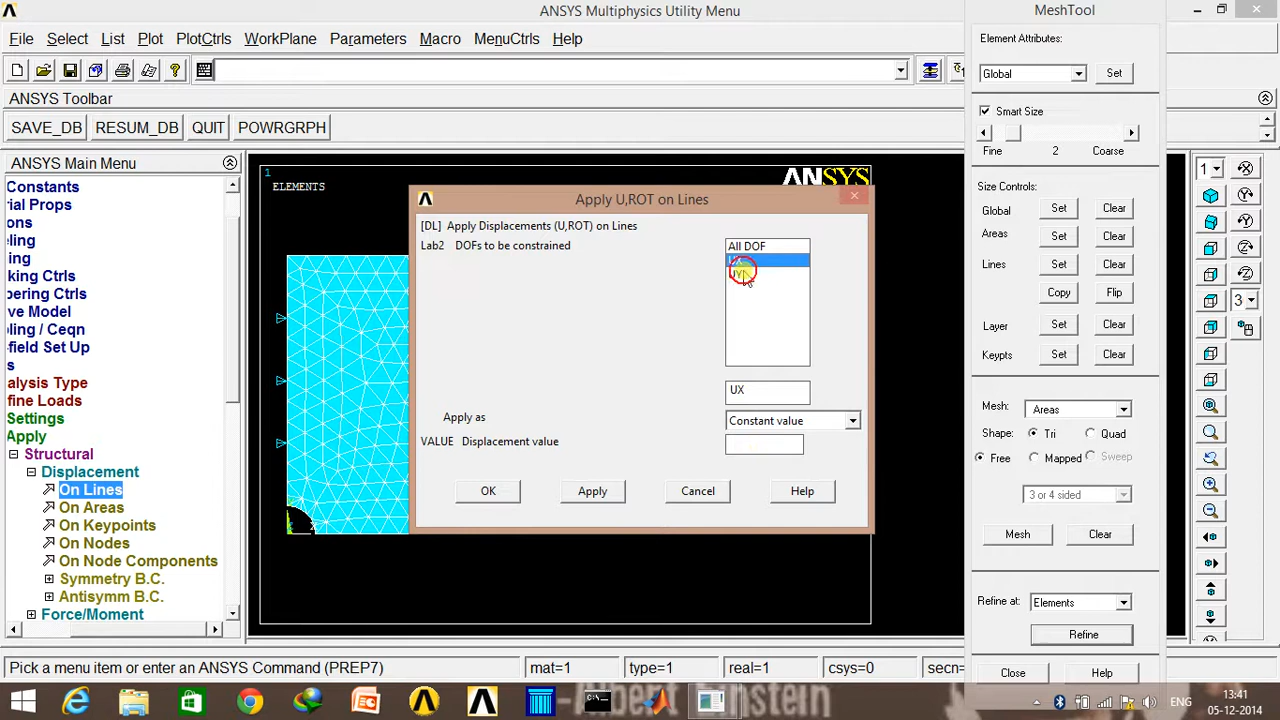 ANSYS Multiphysics Utility Menu
File Select List Plot PlotCtrls WorkPlane Parameters Macro MenuCtrls Help
ANSYS Toolbar
SAVE_DB RESUM_DB QUIT POWRGRPH
ANSYS Main Menu
Constants
rial Props
ons
eling
ing
king Ctrls
bering Ctrls
ve Model
ling / Ceqn
-field Set Up
s
alysis Type
efine Loads
Settings
Apply
Structural
Displacement
On Lines
On Areas
On Keypoints
On Nodes
On Node Components
Symmetry B.C.
Antisymm B.C.
Force/Moment
1
ELEMENTS
ANSYS
X
Apply U,ROT on Lines
[DL] Apply Displacements (U,ROT) on Lines
Lab2 DOFs to be constrained
All DOF
UX
UY
UX
Apply as
Constant value
VALUE Displacement value
OK Apply Cancel Help
MeshTool
Element Attributes:
Global Set
Smart Size
Fine 2 Coarse
Size Controls:
Global Set Clear
Areas Set Clear
Lines Set Clear
Copy Flip
Layer Set Clear
Keypts Set Clear
Mesh: Areas
Shape: Tri Quad
Free Mapped Sweep
3 or 4 sided
Mesh Clear
Refine at: Elements
Refine
Close Help
1
3
Pick a menu item or enter an ANSYS Command (PREP7) mat=1 type=1 real=1 csys=0 secn=
ENG
13:41
05-12-2014